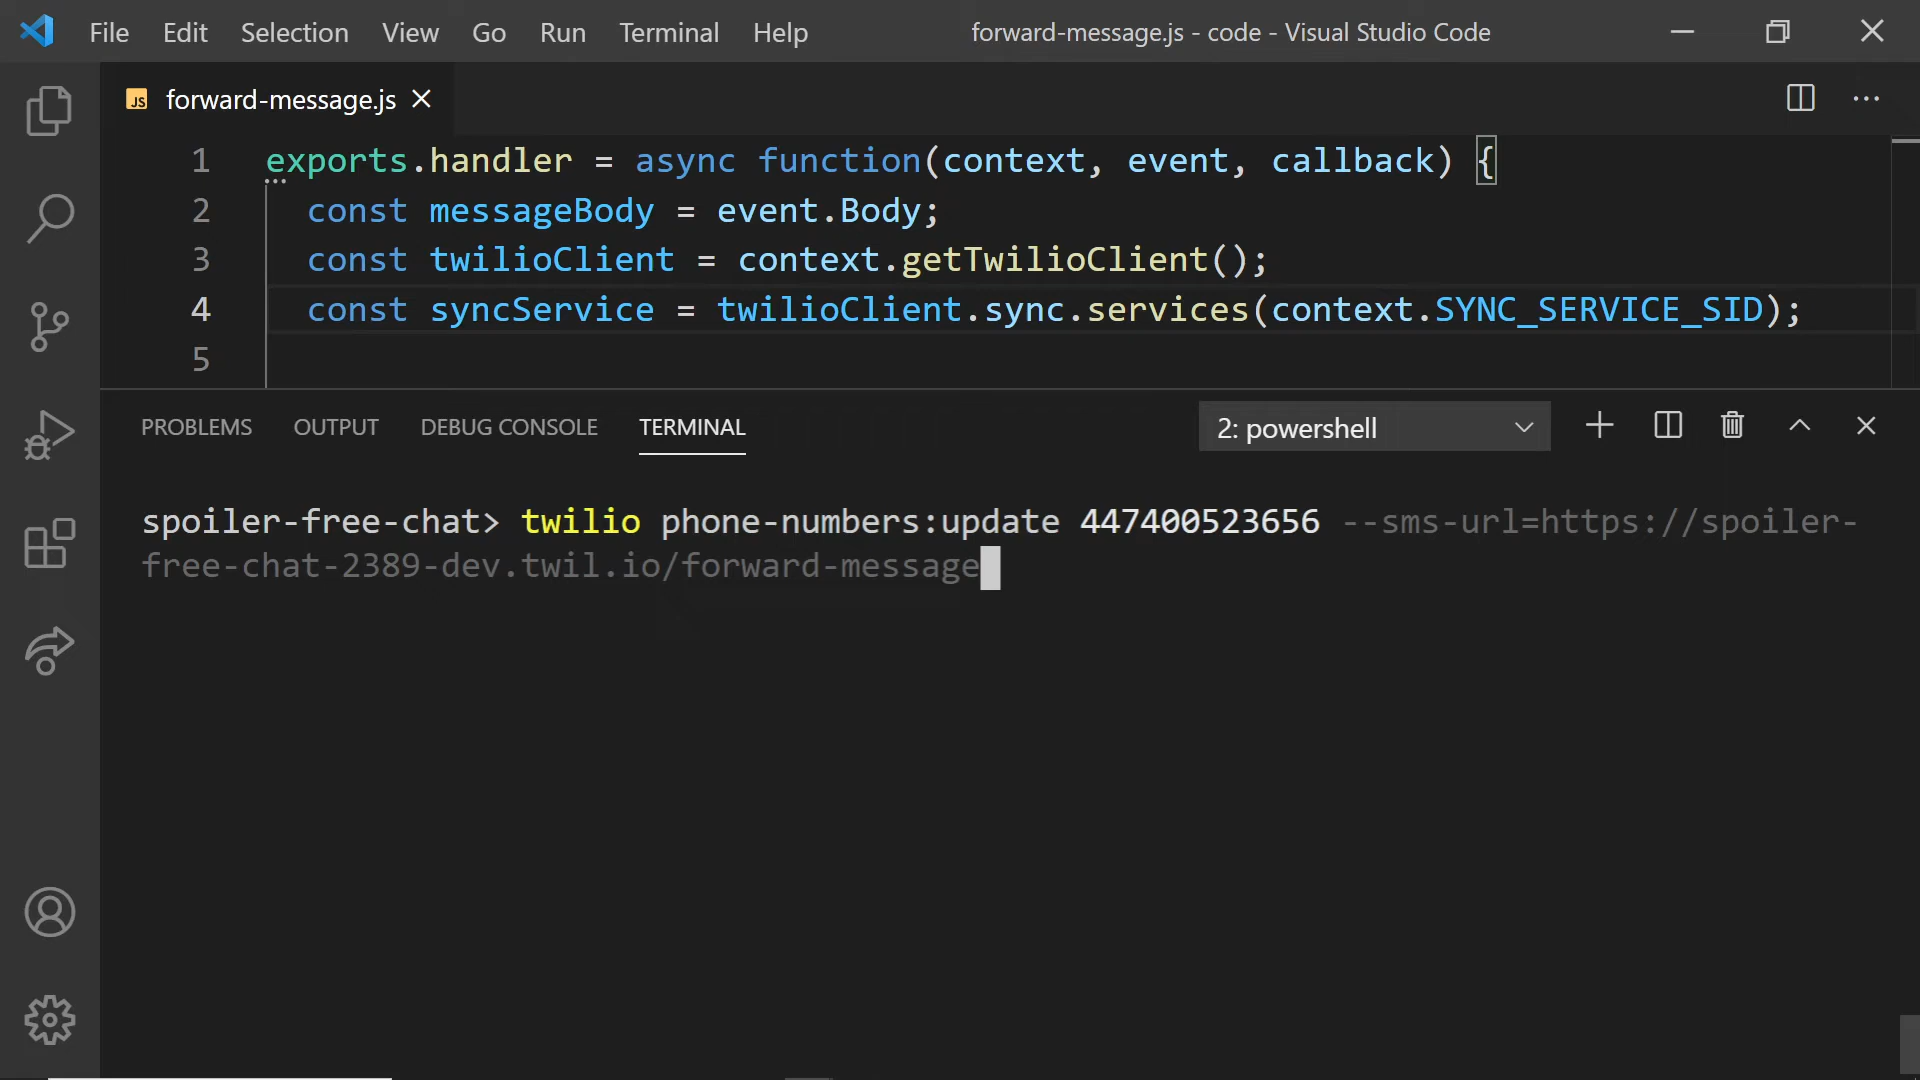 File Edit Selection View Go Run Terminal Help forward-message.js - code - Visual Studio Code
JS forward-message.js
1 exports.handler = async function(context, event, callback) {
2 const messageBody = event.Body;
3 const twilioClient = context.getTwilioClient();
4 const syncService = twilioClient.sync.services(context.SYNC_SERVICE_SID);
5
PROBLEMS OUTPUT DEBUG CONSOLE TERMINAL 2: powershell
spoiler-free-chat> twilio phone-numbers:update 447400523656 --sms-url=https://spoiler-
free-chat-2389-dev.twil.io/forward-message